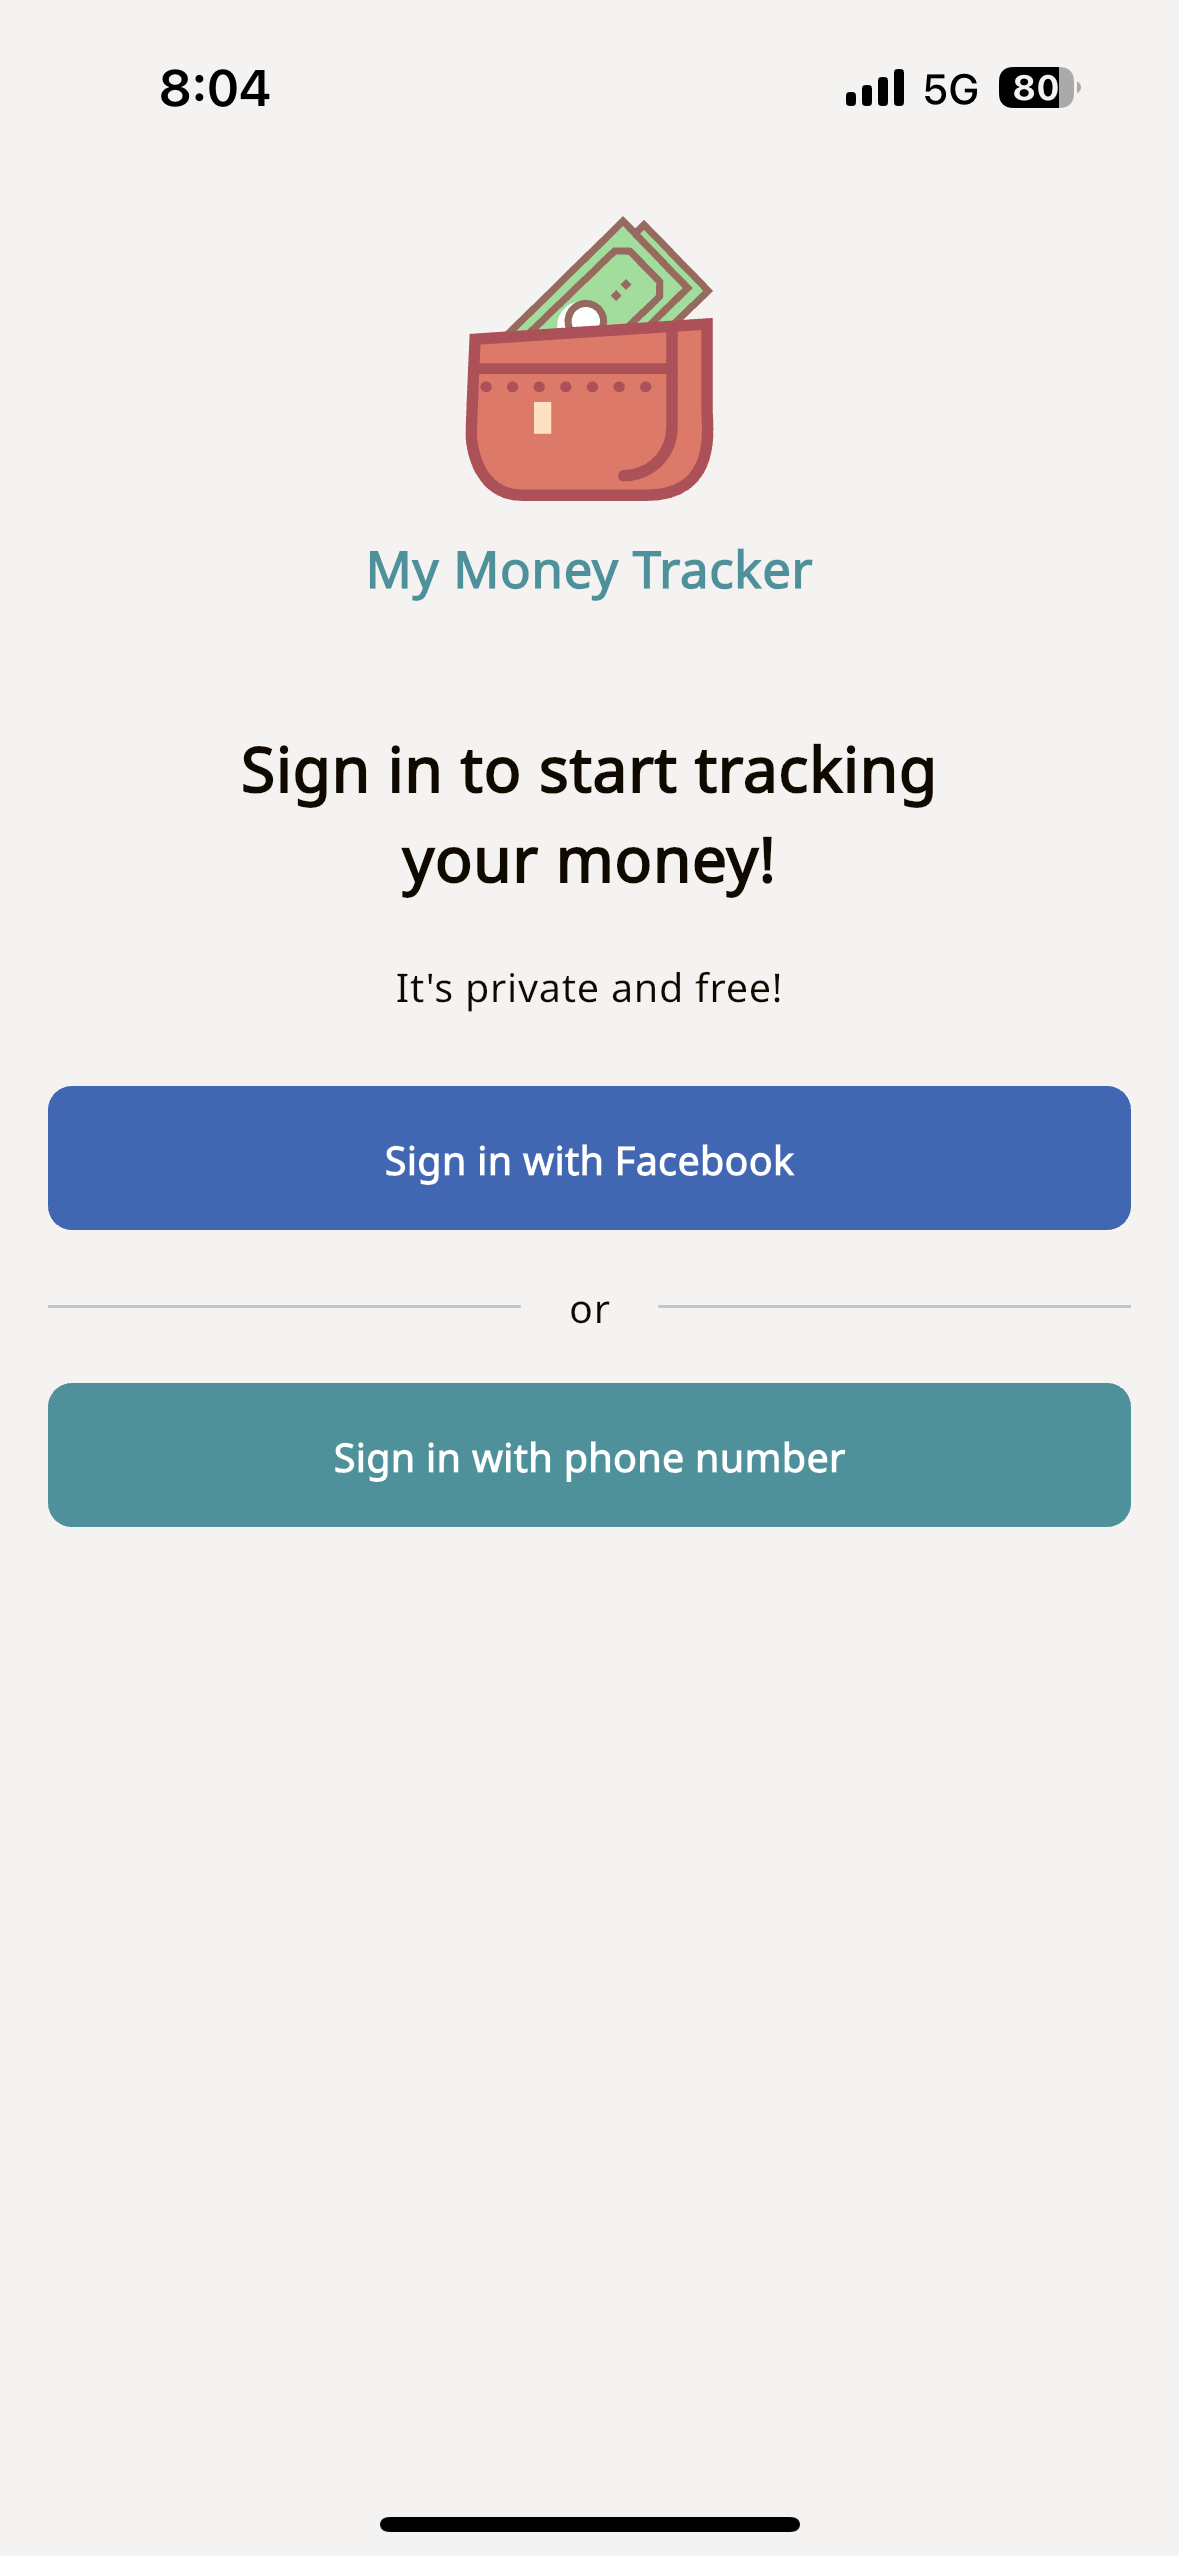 8:04
5G 80
My Money Tracker
Sign in to start tracking
your money!
It's private and free!
Sign in with Facebook
or
Sign in with phone number